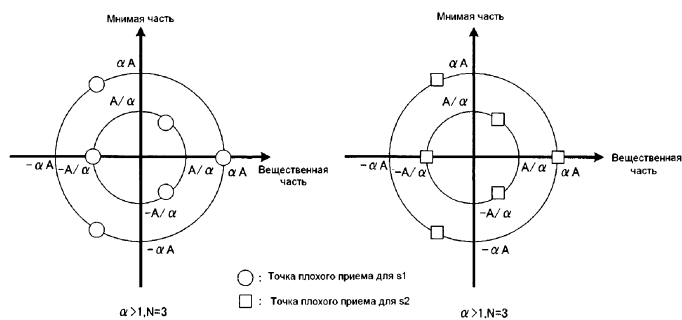 Мнимая часть
αA
A/α
-αA
-A/α
A/α
αA
Вещественная
часть
-A/α
-αA
α>1,N=3
Мнимая часть
αA
A/α
-αA
-A/α
A/α
αA
Вещественная
часть
-A/α
-αA
α>1,N=3
: Точка плохого приема для s1
: Точка плохого приема для s2